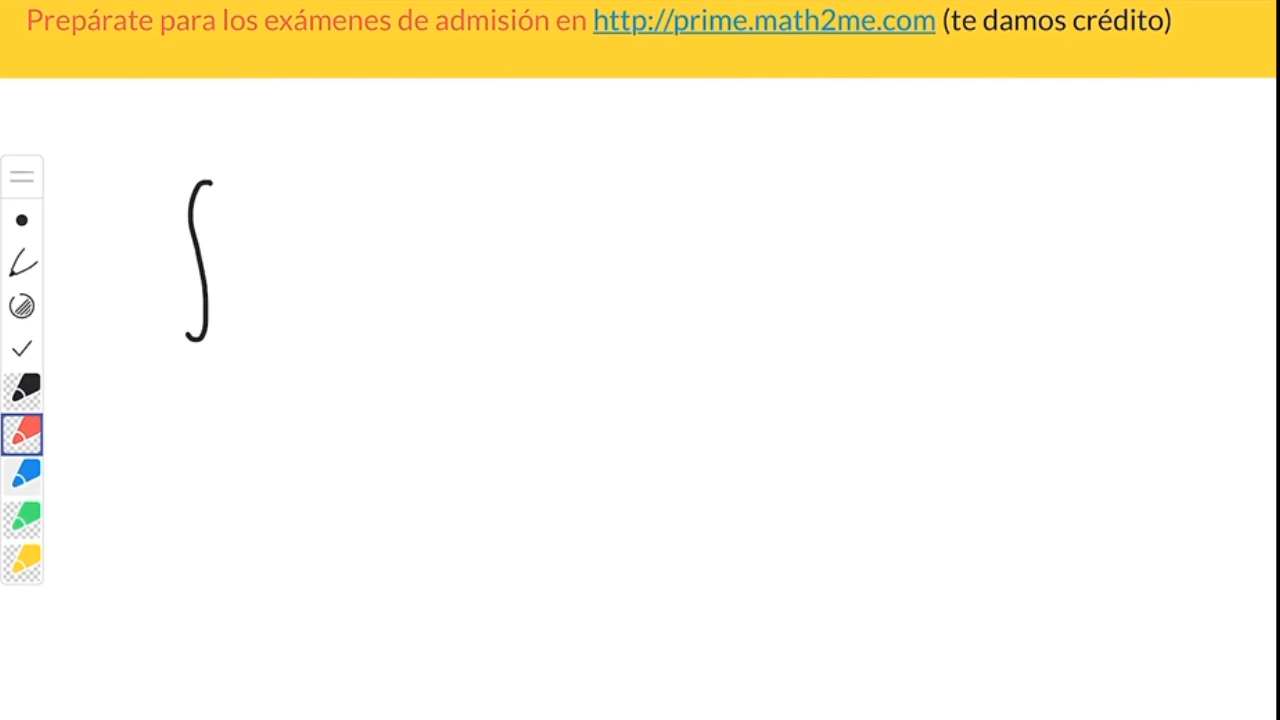 Prepárate para los exámenes de admisión en http://prime.math2me.com (te damos crédito)
∫